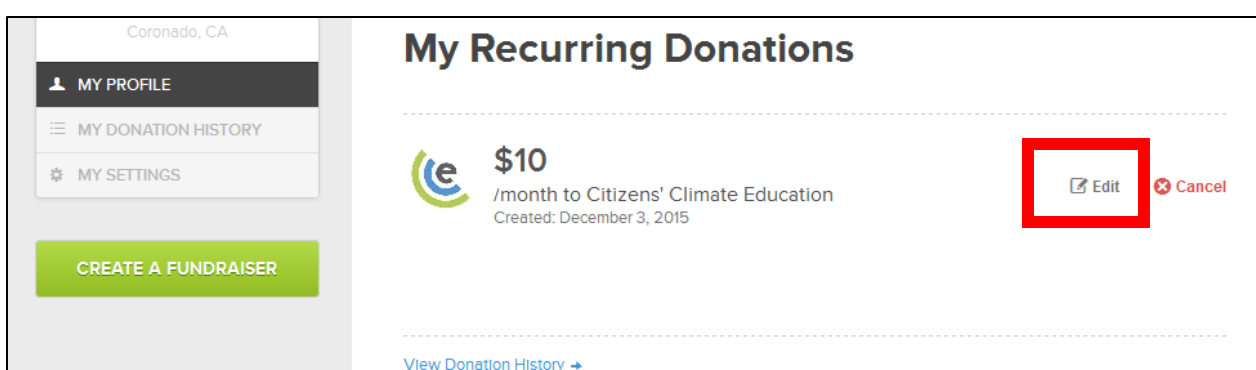 Coronado, CA
MY PROFILE
MY DONATION HISTORY
MY SETTINGS
CREATE A FUNDRAISER
My Recurring Donations
e
$10
/month to Citizens' Climate Education
Created: December 3, 2015
Edit
Cancel
View Donation History →